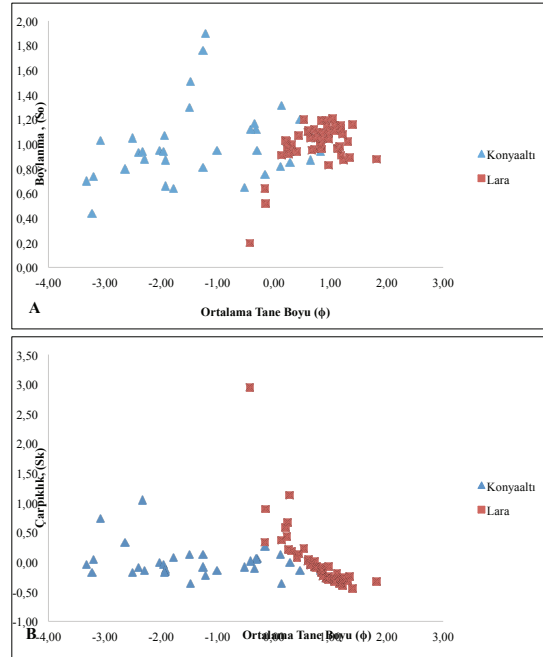 2,00
1,80
1,60
1,40
1,20
1,00
0,80
0,60
0,40
0,20
0,00
Boylanma , (So)
-4,00 -3,00 -2,00 -1,00 0,00 1,00 2,00 3,00
A
Ortalama Tane Boyu (ϕ)
Konyaaltı
Lara
3,50
3,00
2,50
2,00
1,50
1,00
0,50
0,00
-0,50
-1,00
Çarpıklık, (Sk)
-4,00 -3,00 -2,00 -1,00 0,00 1,00 2,00 3,00
B
Ortalama Tane Boyu (ϕ)
Konyaaltı
Lara